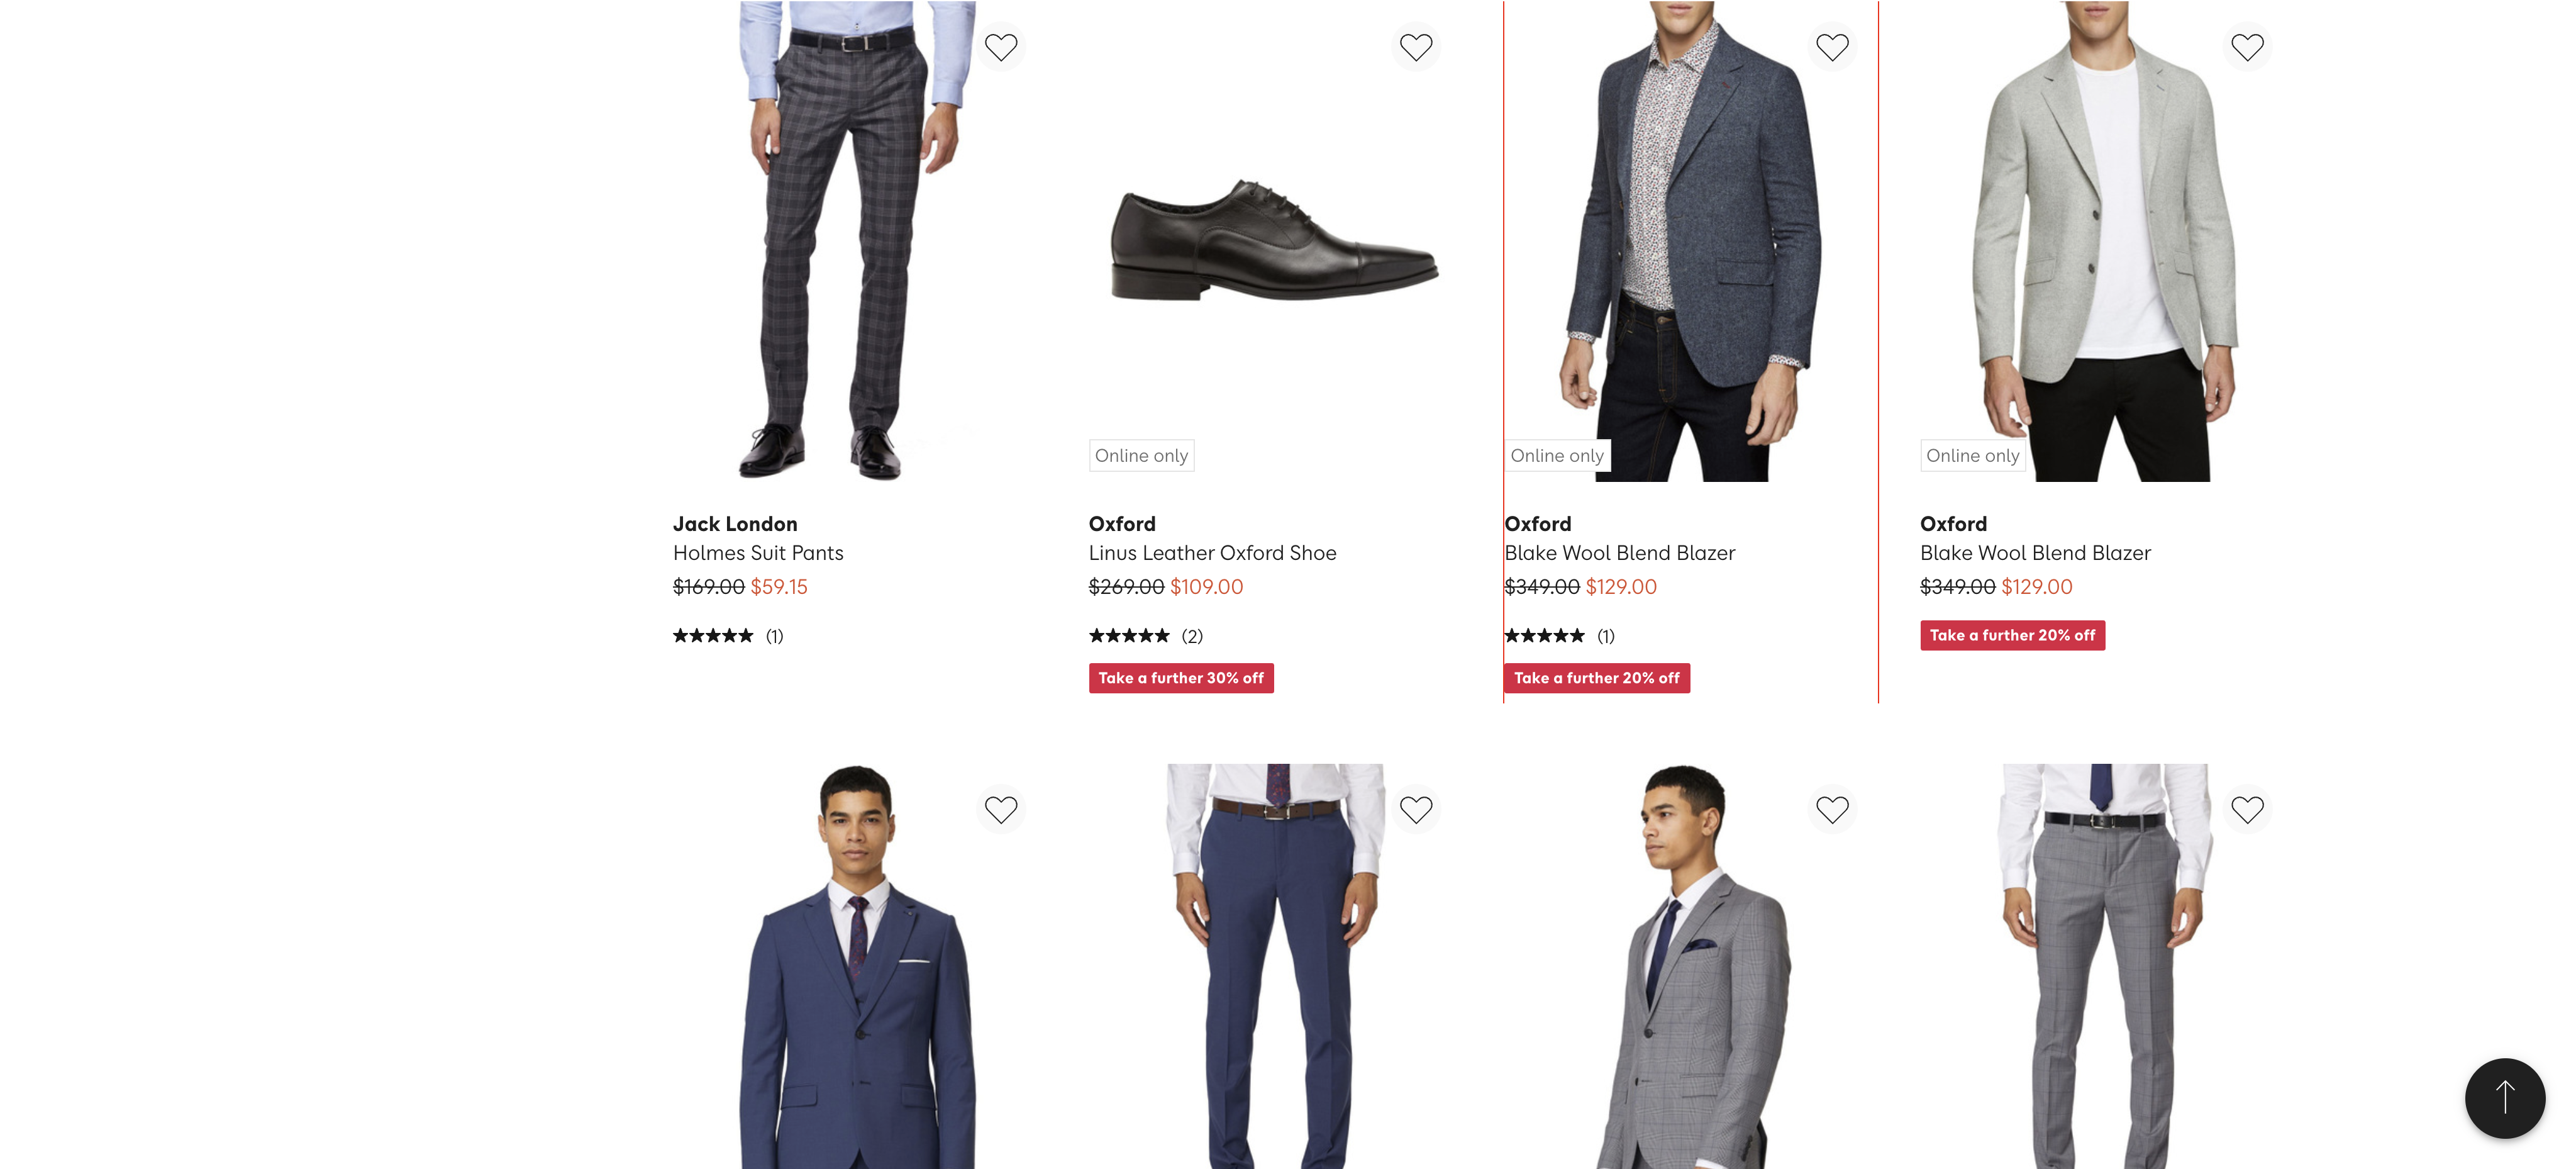 Online only
Online only
Online only
Jack London
Holmes Suit Pants
$169.00 $59.15
(1)
Oxford
Linus Leather Oxford Shoe
$269.00 $109.00
(2)
Take a further 30% off
Oxford
Blake Wool Blend Blazer
$349.00 $129.00
(1)
Take a further 20% off
Oxford
Blake Wool Blend Blazer
$349.00 $129.00
Take a further 20% off